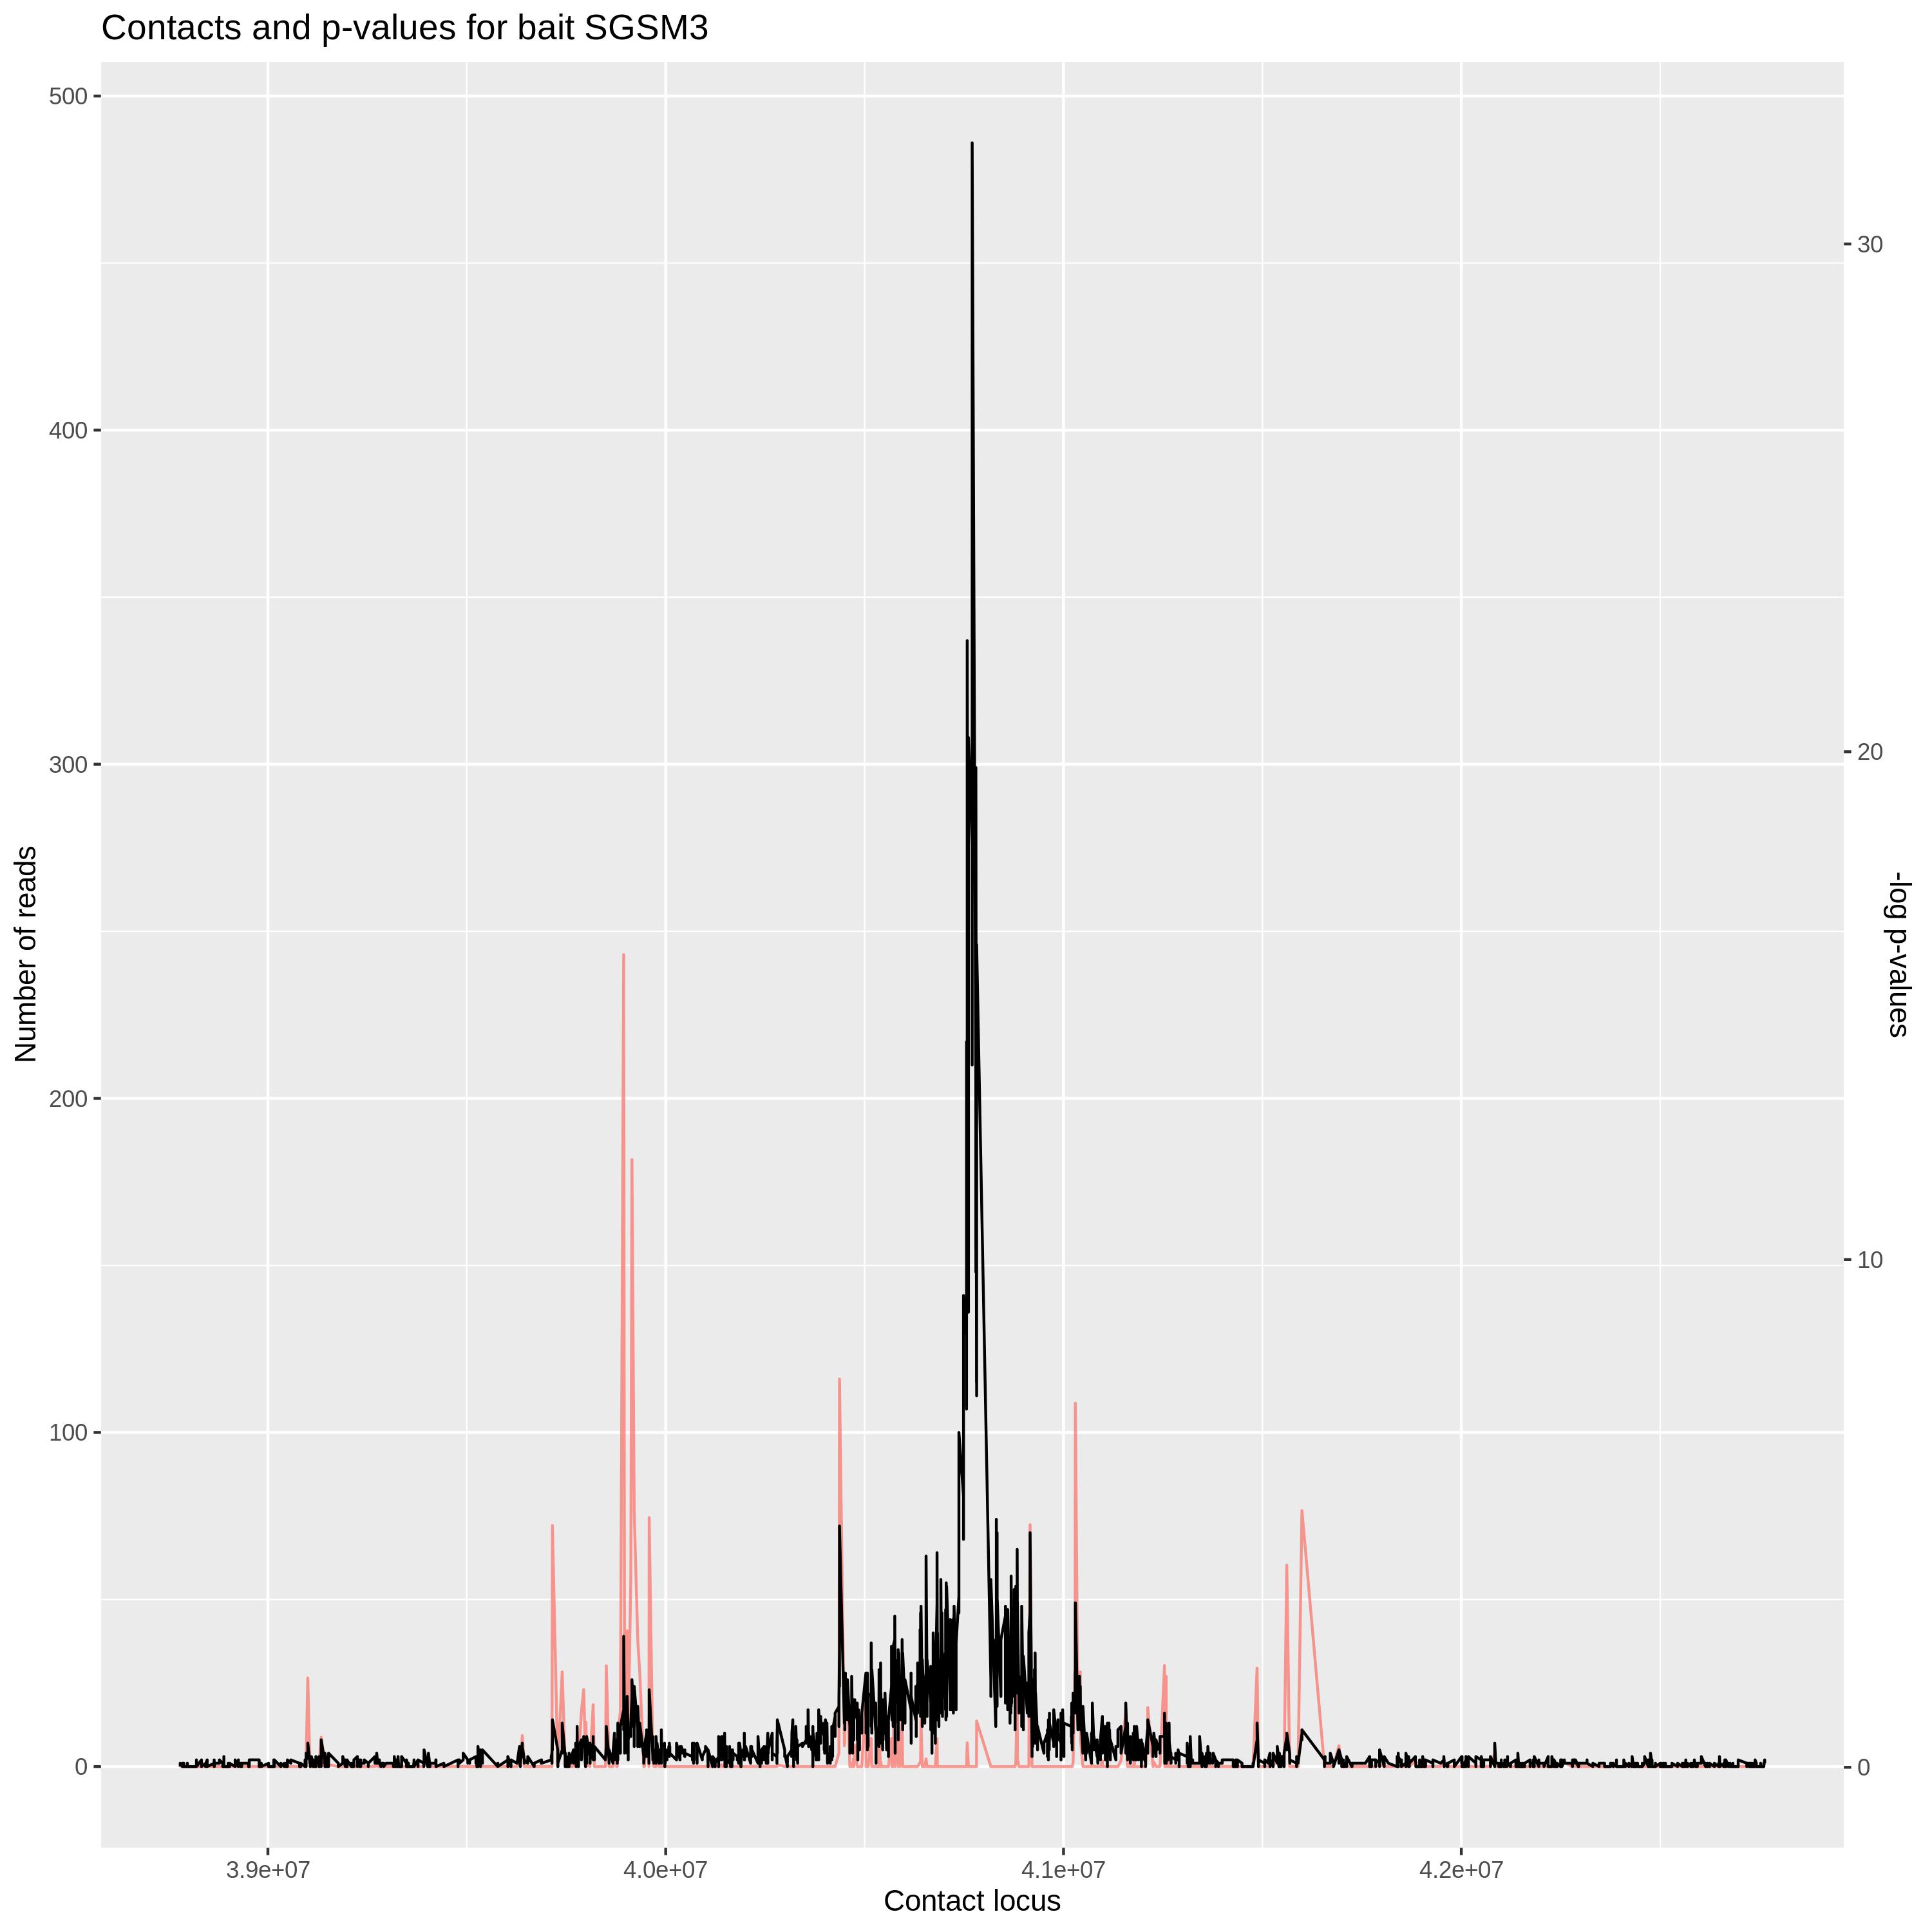 Contacts and p-values for bait SGSM3
500
400
300
200
100
0
Number of reads
30
20
10
0
-log p-values
3.9e+07 4.0e+07 4.1e+07 4.2e+07
Contact locus